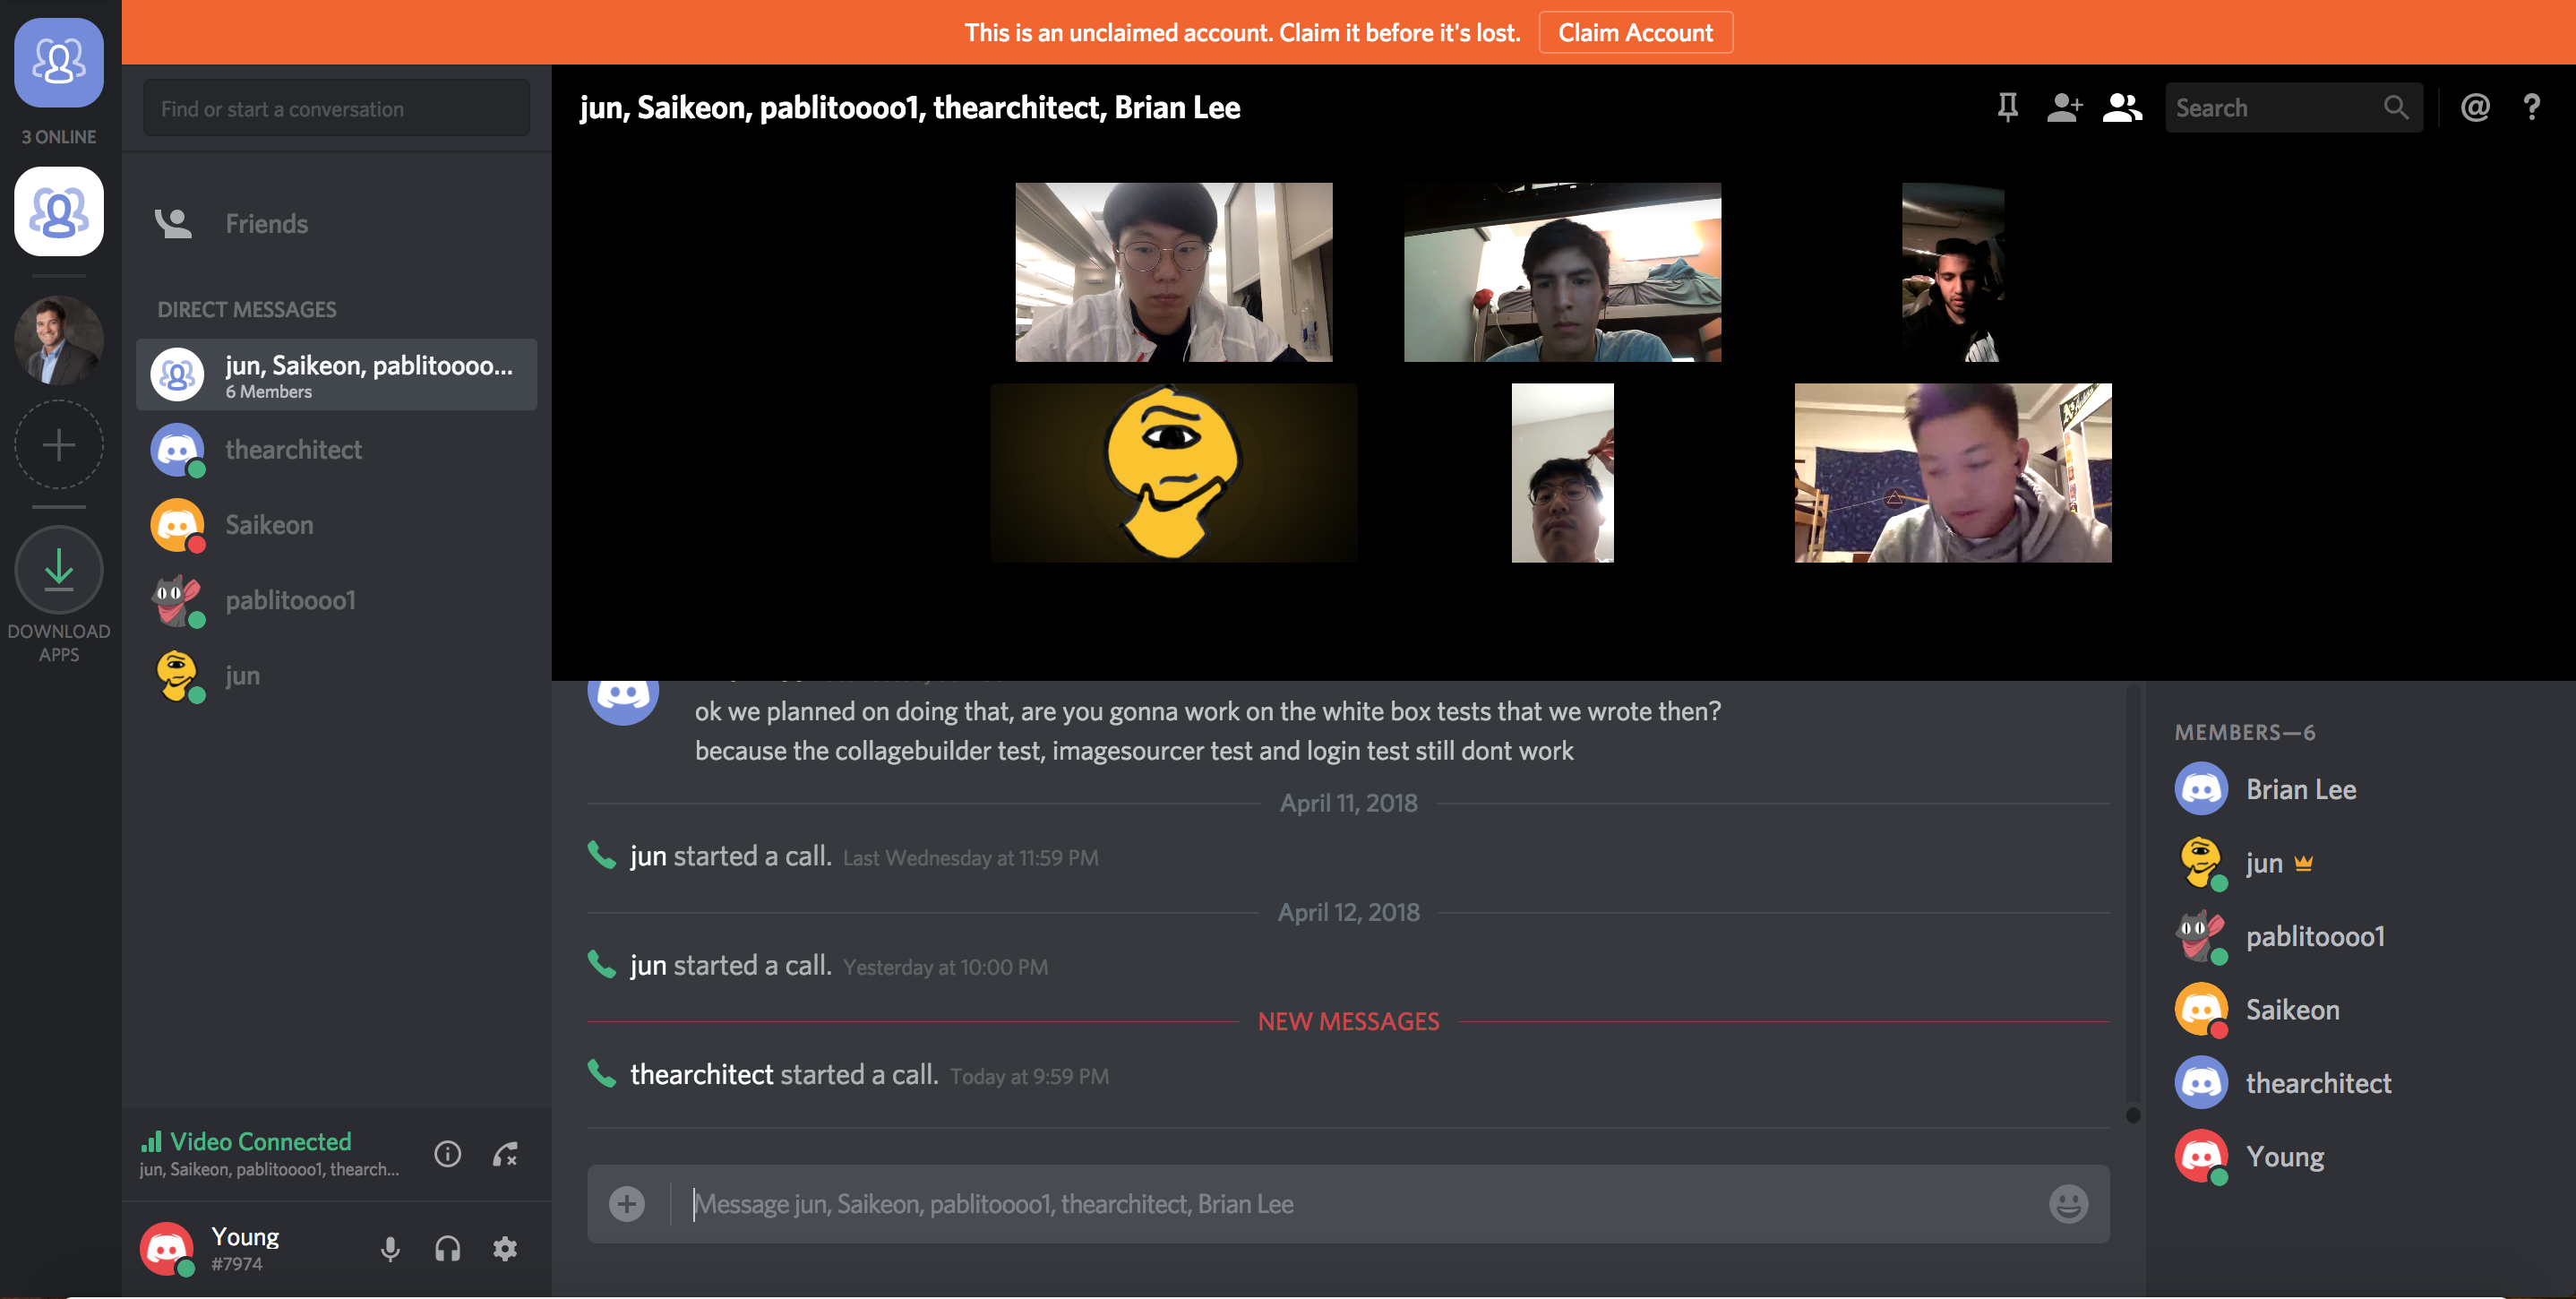 This is an unclaimed account. Claim it before it's lost.
Claim Account
3 ONLINE
DOWNLOAD
APPS
Find or start a conversation
Friends
DIRECT MESSAGES
jun, Saikeon, pablitoooo...
6 Members
thearchitect
Saikeon
pablitoooo1
jun
Video Connected
jun, Saikeon, pablitoooo1, thearch...
Young
#7974
jun, Saikeon, pablitoooo1, thearchitect, Brian Lee
Search
ok we planned on doing that, are you gonna work on the white box tests that we wrote then?
because the collagebuilder test, imagesourcer test and login test still dont work
April 11, 2018
jun started a call. Last Wednesday at 11:59 PM
April 12, 2018
jun started a call. Yesterday at 10:00 PM
NEW MESSAGES
thearchitect started a call. Today at 9:59 PM
Message jun, Saikeon, pablitoooo1, thearchitect, Brian Lee
MEMBERS—6
Brian Lee
jun
pablitoooo1
Saikeon
thearchitect
Young